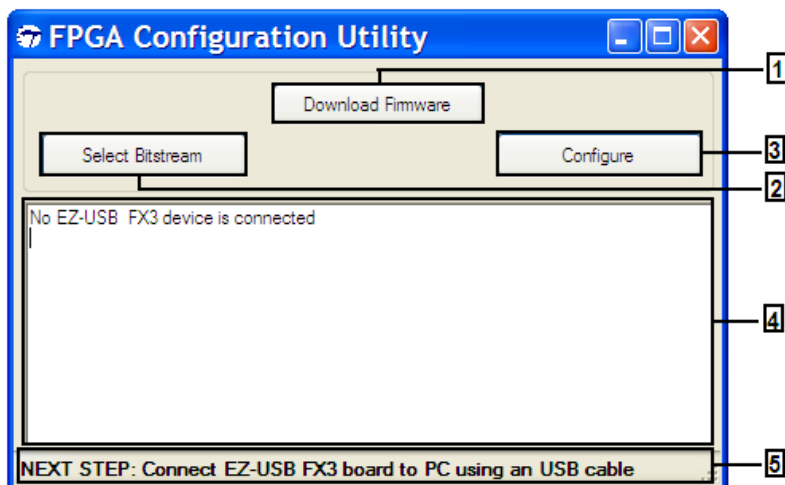 FPGA Configuration Utility
1
Download Firmware
Select Bitstream
Configure
3
2
No EZ-USB FX3 device is connected
4
NEXT STEP: Connect EZ-USB FX3 board to PC using an USB cable
5